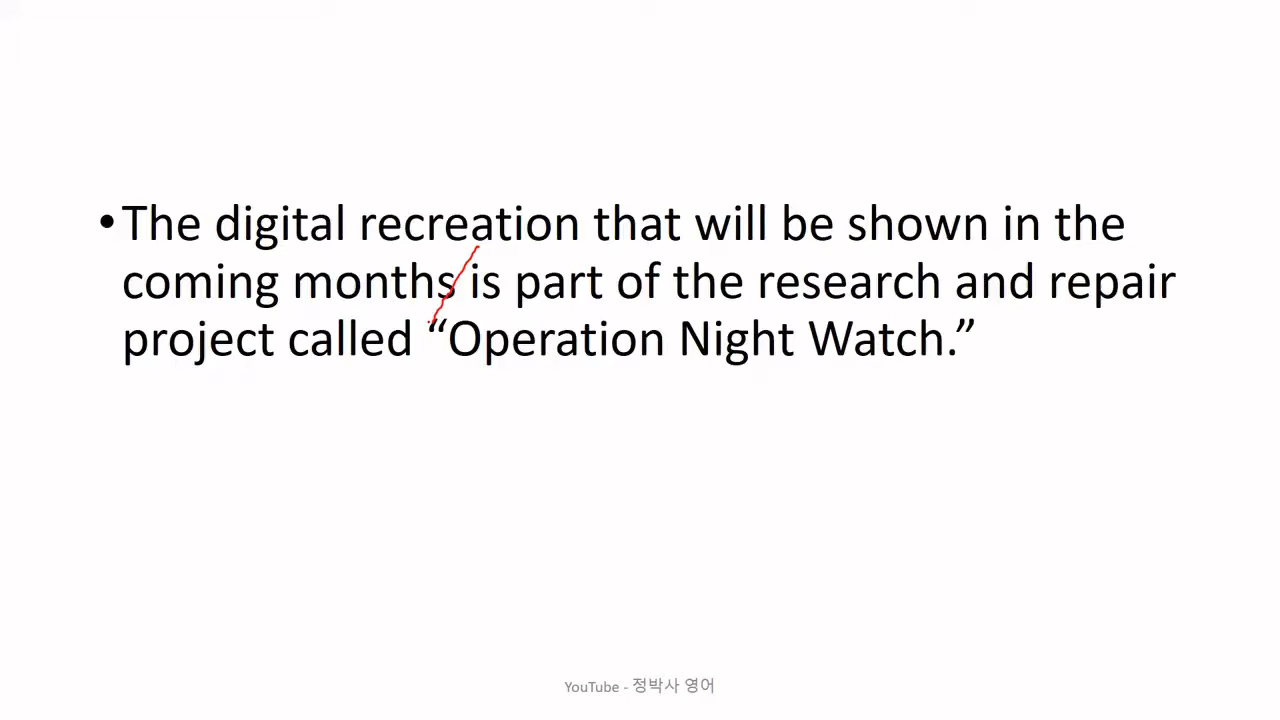 •The digital recreation that will be shown in the
coming months is part of the research and repair
project called “Operation Night Watch.”
YouTube - 정박사 영어